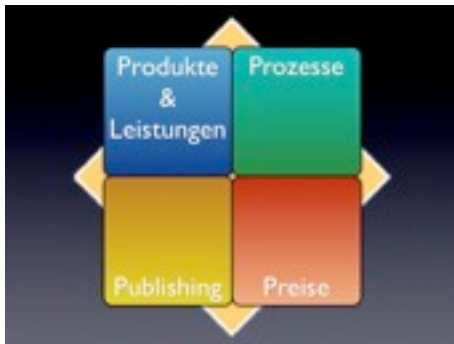 Produkte
&
Leistungen
Prozesse
Publishing
Preise